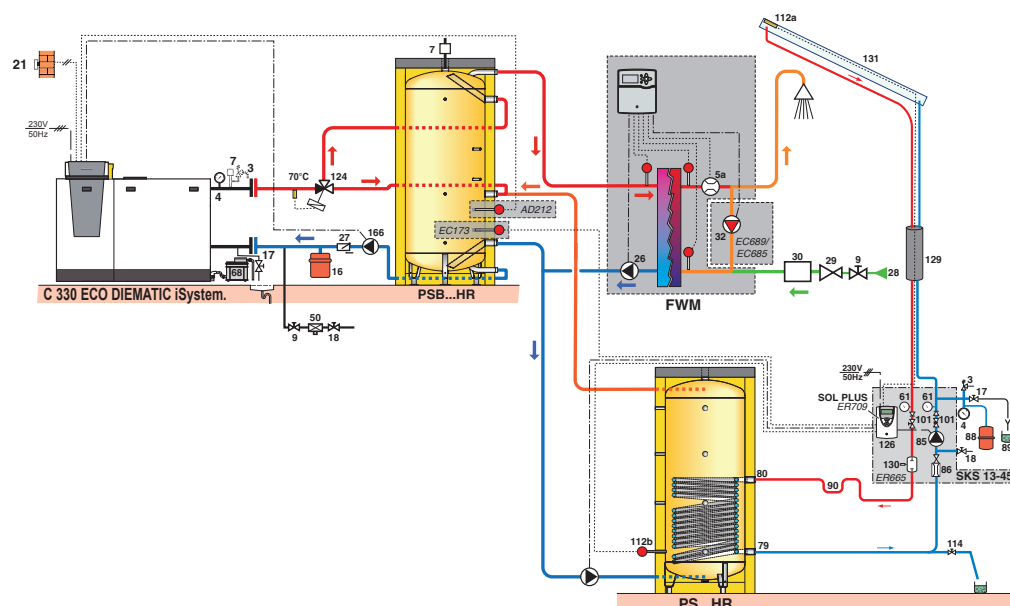 112a
7
131
21
230V
50Hz
7
3
4
70°C
124
5a
AD212
EC173
32
EC689/
EC685
27
166
17
68
16
26
30
29
9
28
129
C 330 ECO DIEMATIC iSystem.
PSB...HR
FWM
9
50
18
230V
50Hz
SOL PLUS
ER709
61
61
3
17
101
101
4
126
85
88
89
18
130
86
ER665
SKS 13-45
80
90
112b
79
114
PS...HR